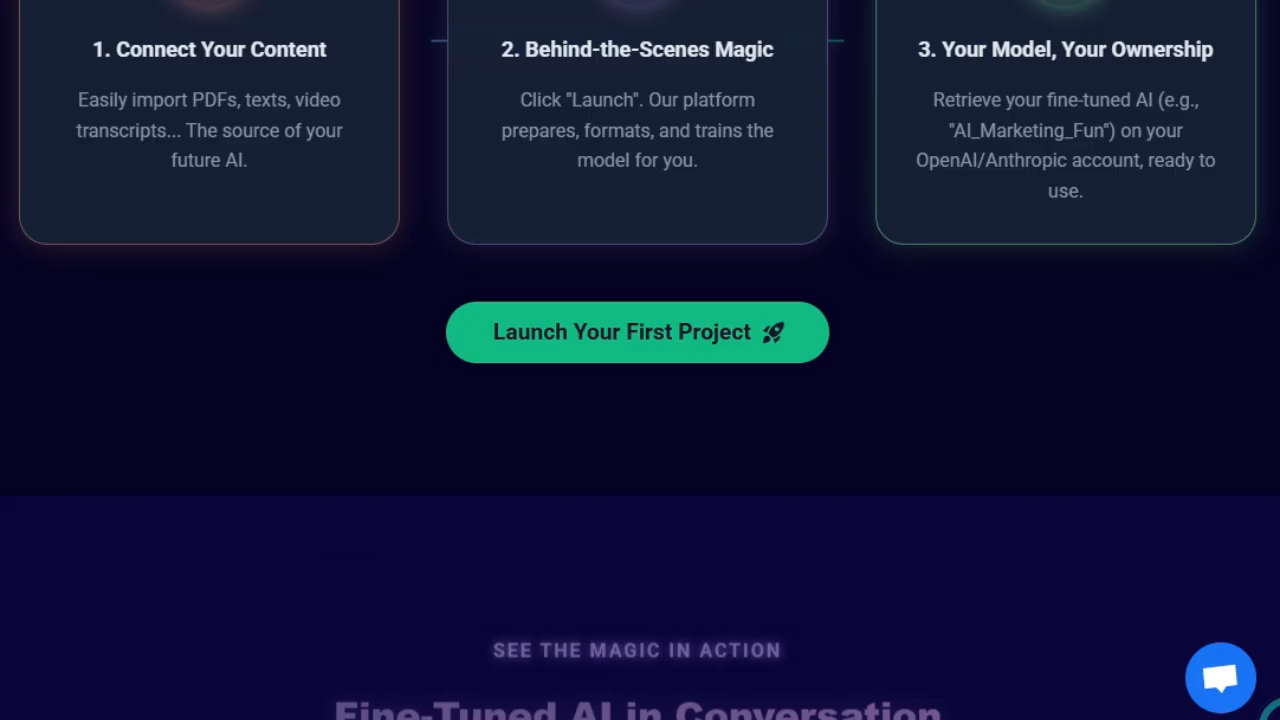 1. Connect Your Content
Easily import PDFs, texts, video
transcripts... The source of your
future AI.
2. Behind-the-Scenes Magic
Click "Launch". Our platform
prepares, formats, and trains the
model for you.
3. Your Model, Your Ownership
Retrieve your fine-tuned AI (e.g.,
"AI_Marketing_Fun") on your
OpenAI/Anthropic account, ready to
use.
Launch Your First Project
SEE THE MAGIC IN ACTION
Fine-Tuned AI in Conversation